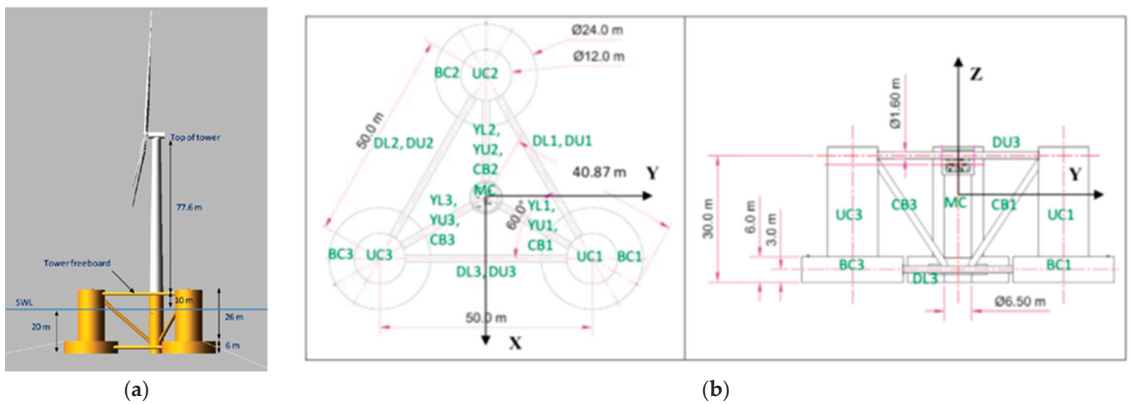 Top of tower
77.6 m
Tower freeboard
SWL
10 m
20 m
26 m
6 m
(a)
Ø24.0 m
Ø12.0 m
BC2
UC2
50.0 m
DL2, DU2
YL2,
YU2,
CB2
DL1, DU1
MC
Y
40.87 m
YL3,
YU3,
CB3
60.0°
YL1,
YU1,
CB1
BC3
UC3
UC1
BC1
DL3, DU3
50.0 m
X
Z
Ø1.60 m
DU3
Y
30.0 m
6.0 m
3.0 m
UC3
CB3
MC
CB1
UC1
BC3
DL3
BC1
Ø6.50 m
(b)